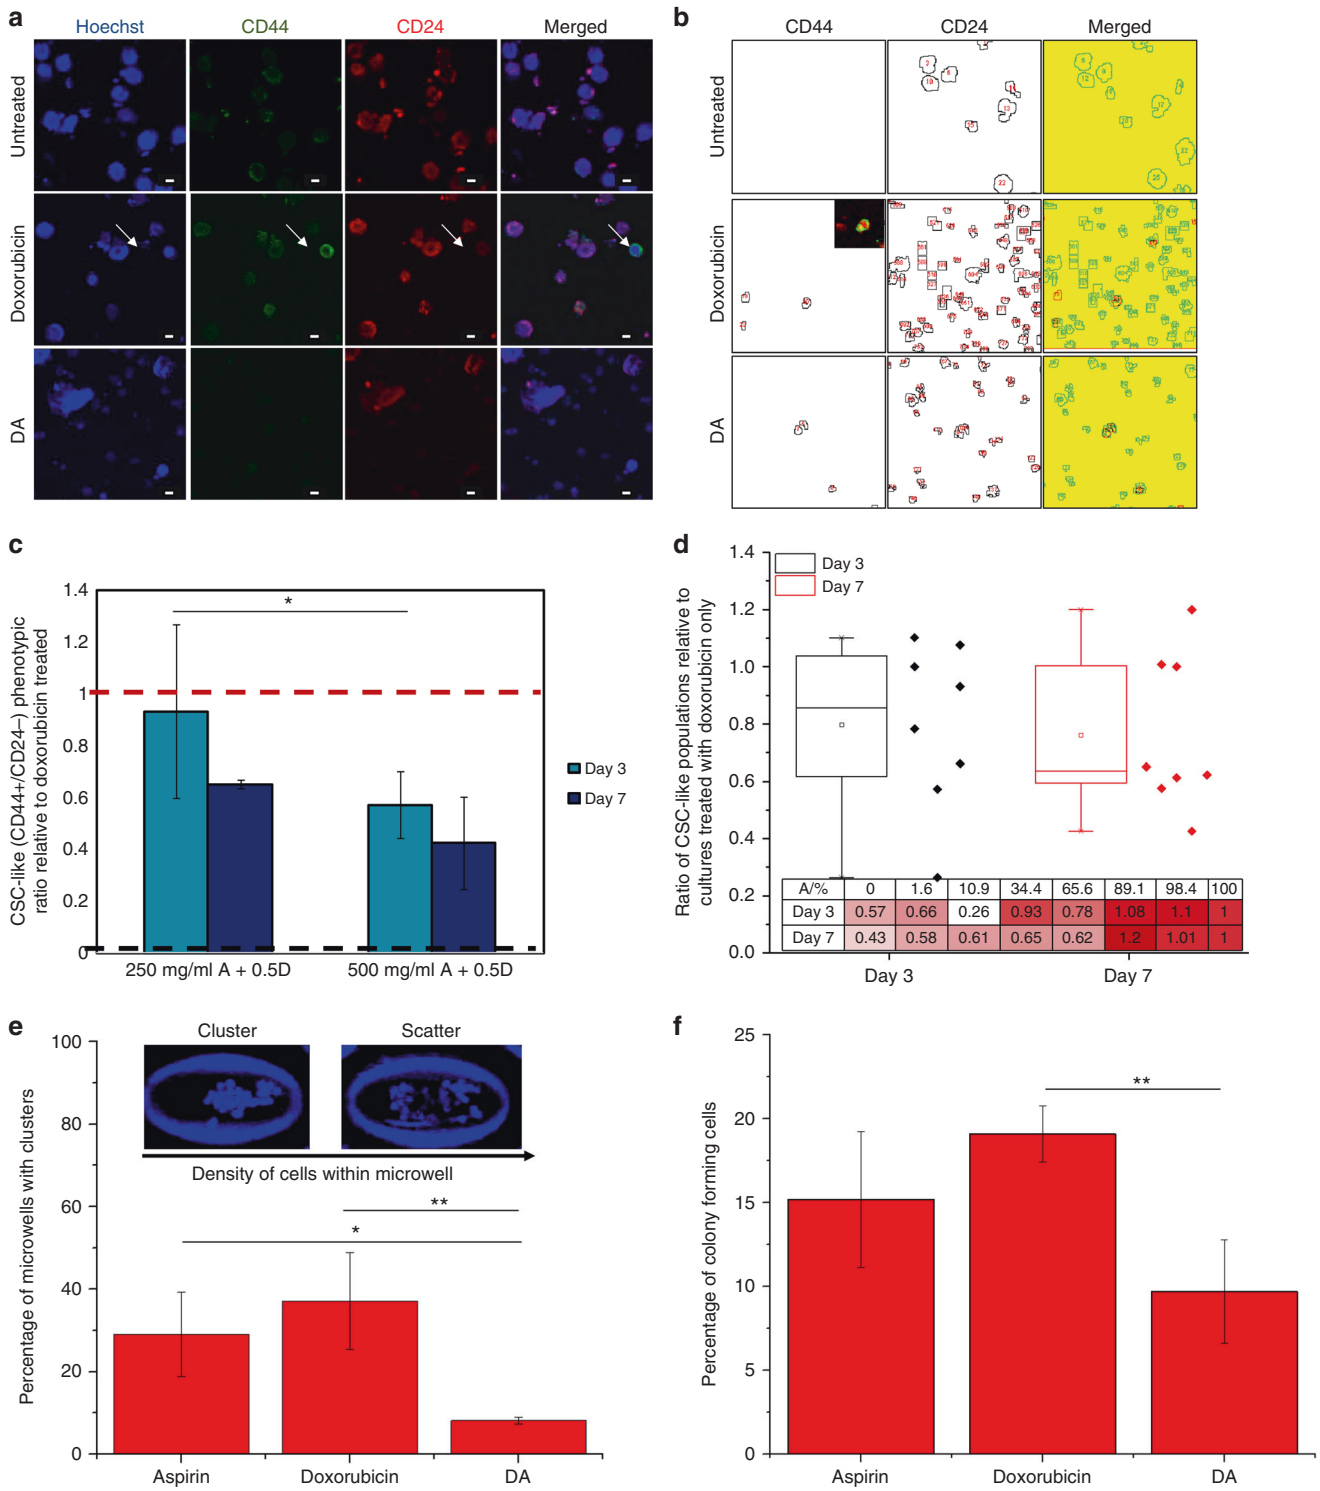 a
Hoechst CD44 CD24 Merged
Untreated
Doxorubicin
DA
b
CD44 CD24 Merged
Untreated
Doxorubicin
DA
c
CSC-like (CD44+/CD24–) phenotypic
ratio relative to doxorubicin treated
1.4
1.2
1
0.8
0.6
0.4
0.2
0
*
250 mg/ml A + 0.5D 500 mg/ml A + 0.5D
Day 3
Day 7
d
Ratio of CSC-like populations relative to
cultures treated with doxorubicin only
1.4
1.2
1.0
0.8
0.6
0.4
0.2
0.0
Day 3
Day 7
A/% 0 1.6 10.9 34.4 65.6 89.1 98.4 100
Day 3 0.57 0.66 0.26 0.93 0.78 1.08 1.1 1
Day 7 0.43 0.58 0.61 0.65 0.62 1.2 1.01 1
Day 3 Day 7
e
Percentage of microwells with clusters
100
80
60
40
20
0
Cluster Scatter
Density of cells within microwell
**
*
Aspirin Doxorubicin DA
f
Percentage of colony forming cells
25
20
15
10
5
0
**
Aspirin Doxorubicin DA